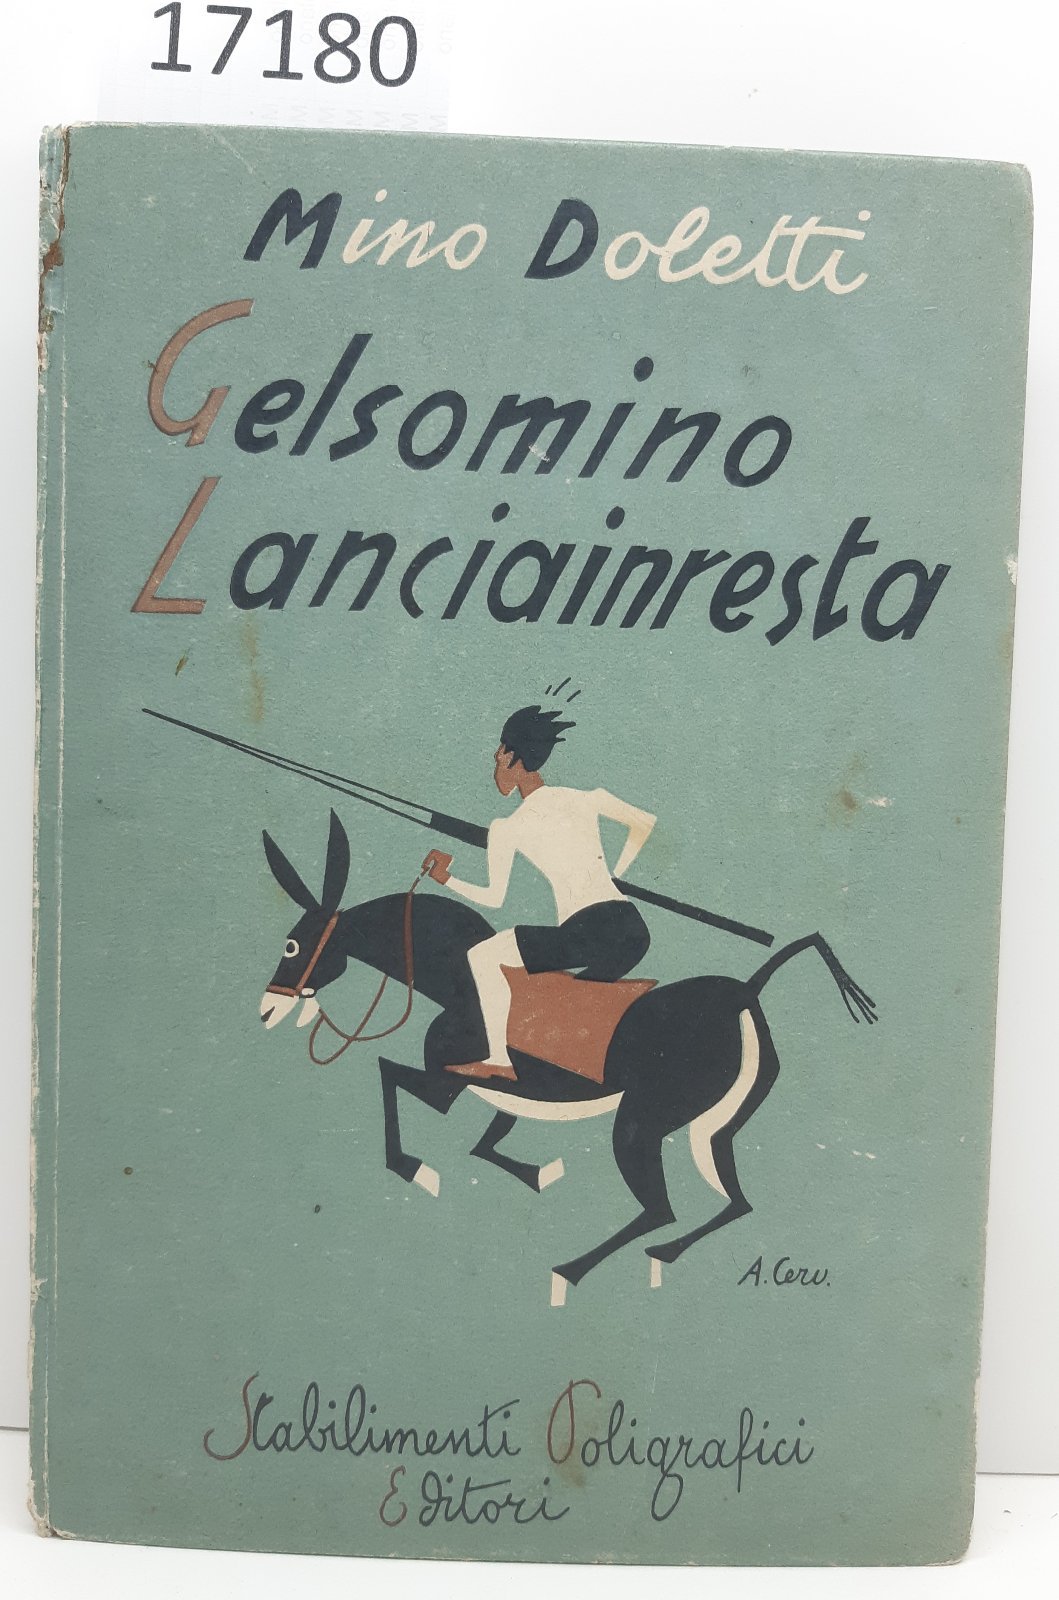 17180
Mino Doletti
Gelsomino
Lanciainresta
A. Cerv.
Stabilimenti Poligrafici
Editori